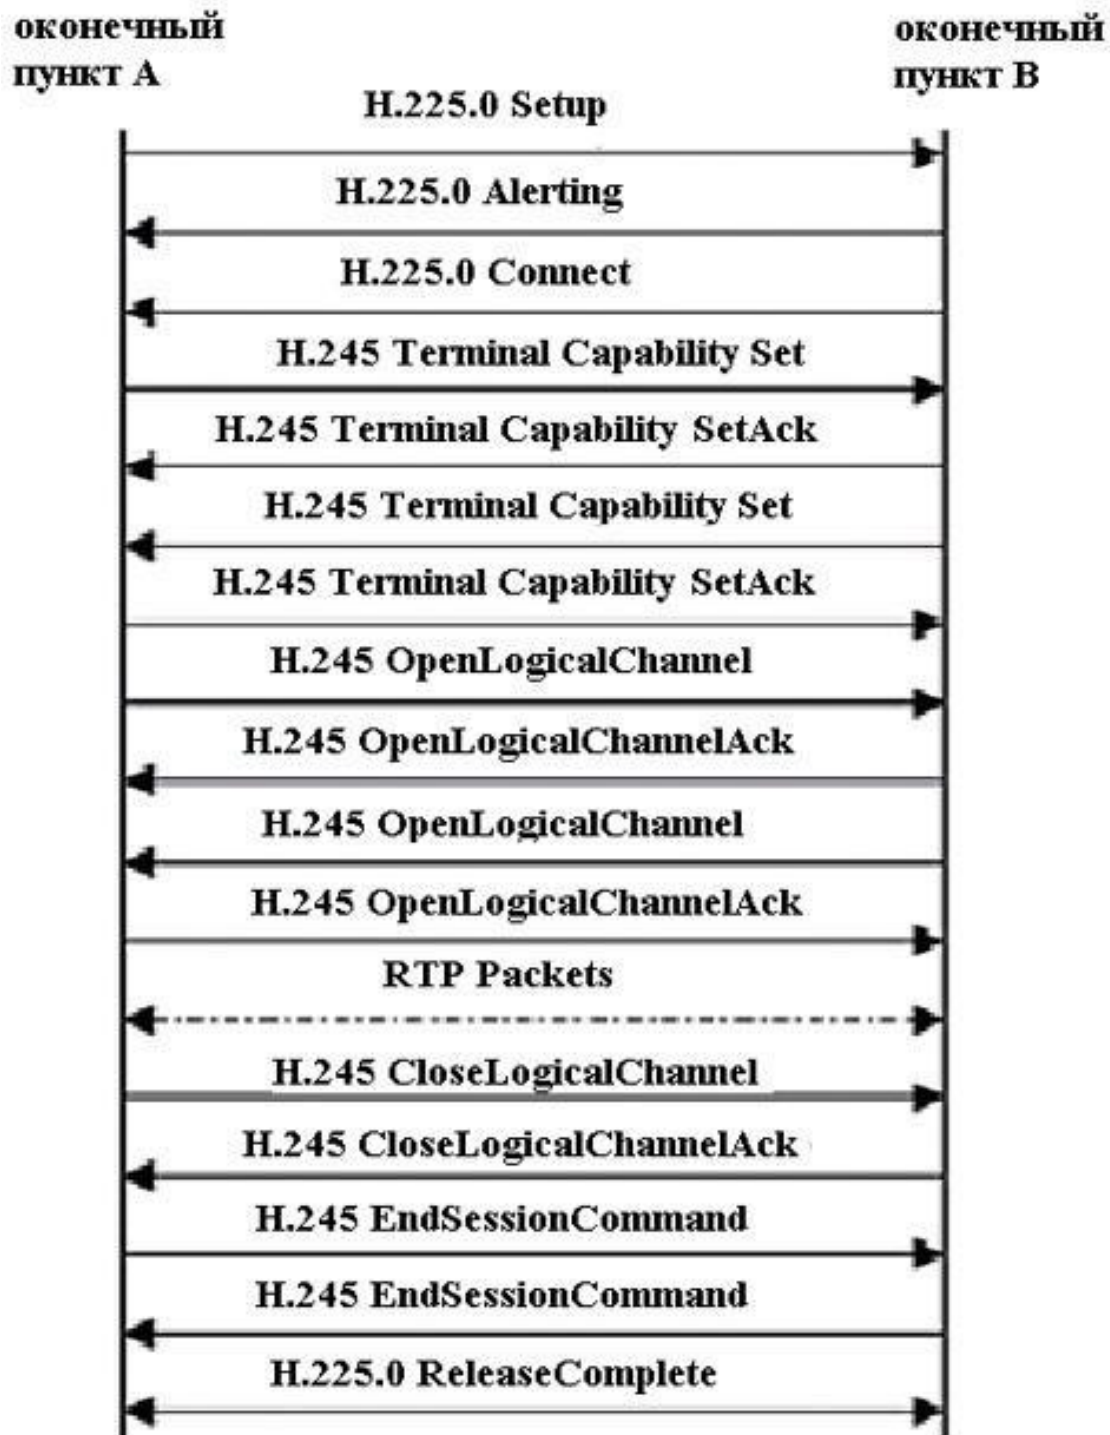 оконечный
пункт А
оконечный
пункт В
H.225.0 Setup
H.225.0 Alerting
H.225.0 Connect
H.245 Terminal Capability Set
H.245 Terminal Capability SetAck
H.245 Terminal Capability Set
H.245 Terminal Capability SetAck
H.245 OpenLogicalChannel
H.245 OpenLogicalChannelAck
H.245 OpenLogicalChannel
H.245 OpenLogicalChannelAck
RTP Packets
H.245 CloseLogicalChannel
H.245 CloseLogicalChannelAck
H.245 EndSessionCommand
H.245 EndSessionCommand
H.225.0 ReleaseComplete